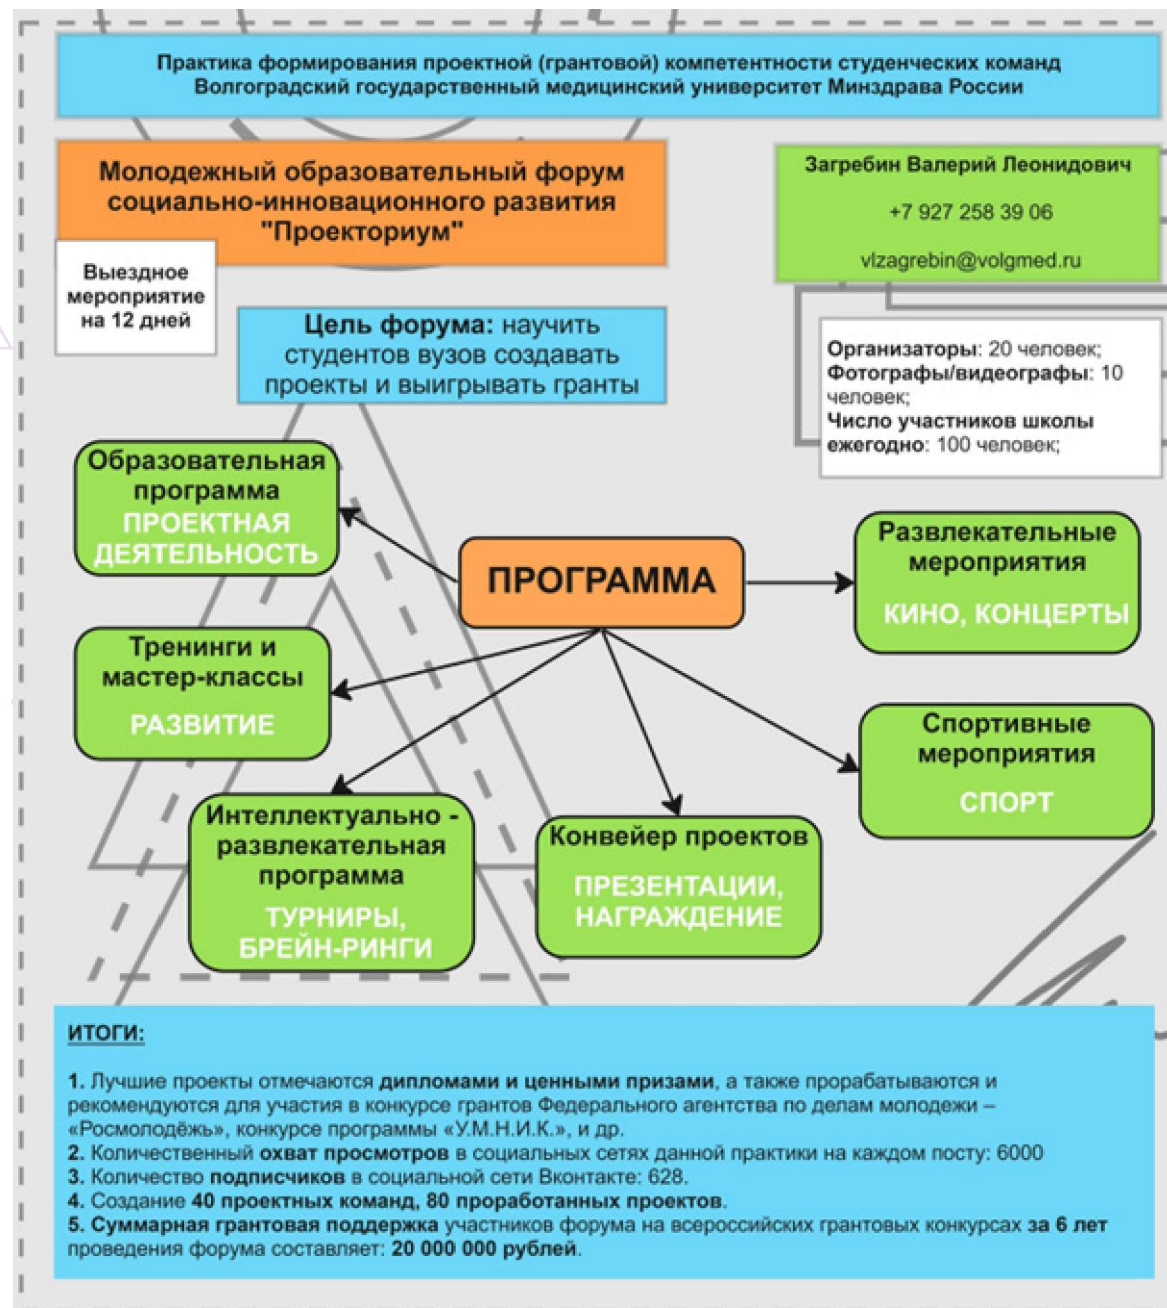 Практика формирования проектной (грантовой) компетентности студенческих команд
Волгоградский государственный медицинский университет Минздрава России
Молодежный образовательный форум
социально-инновационного развития
"Проекториум"
Выездное
мероприятие
на 12 дней
Загребин Валерий Леонидович
+7 927 258 39 06
vlzagrebin@volgmed.ru
Цель форума: научить
студентов вузов создавать
проекты и выигрывать гранты
Организаторы: 20 человек;
Фотографы/видеографы: 10
человек;
Число участников школы
ежегодно: 100 человек;
Образовательная
программа
ПРОЕКТНАЯ
ДЕЯТЕЛЬНОСТЬ
ПРОГРАММА
Развлекательные
мероприятия
КИНО, КОНЦЕРТЫ
Тренинги и
мастер-классы
РАЗВИТИЕ
Спортивные
мероприятия
СПОРТ
Интеллектуально -
развлекательная
программа
ТУРНИРЫ,
БРЕЙН-РИНГИ
Конвейер проектов
ПРЕЗЕНТАЦИИ,
НАГРАЖДЕНИЕ
ИТОГИ:
1. Лучшие проекты отмечаются дипломами и ценными призами, а также прорабатываются и
рекомендуются для участия в конкурсе грантов Федерального агентства по делам молодежи –
«Росмолодёжь», конкурсе программы «У.М.Н.И.К.», и др.
2. Количественный охват просмотров в социальных сетях данной практики на каждом посту: 6000
3. Количество подписчиков в социальной сети Вконтакте: 628.
4. Создание 40 проектных команд, 80 проработанных проектов.
5. Суммарная грантовая поддержка участников форума на всероссийских грантовых конкурсах за 6 лет
проведения форума составляет: 20 000 000 рублей.